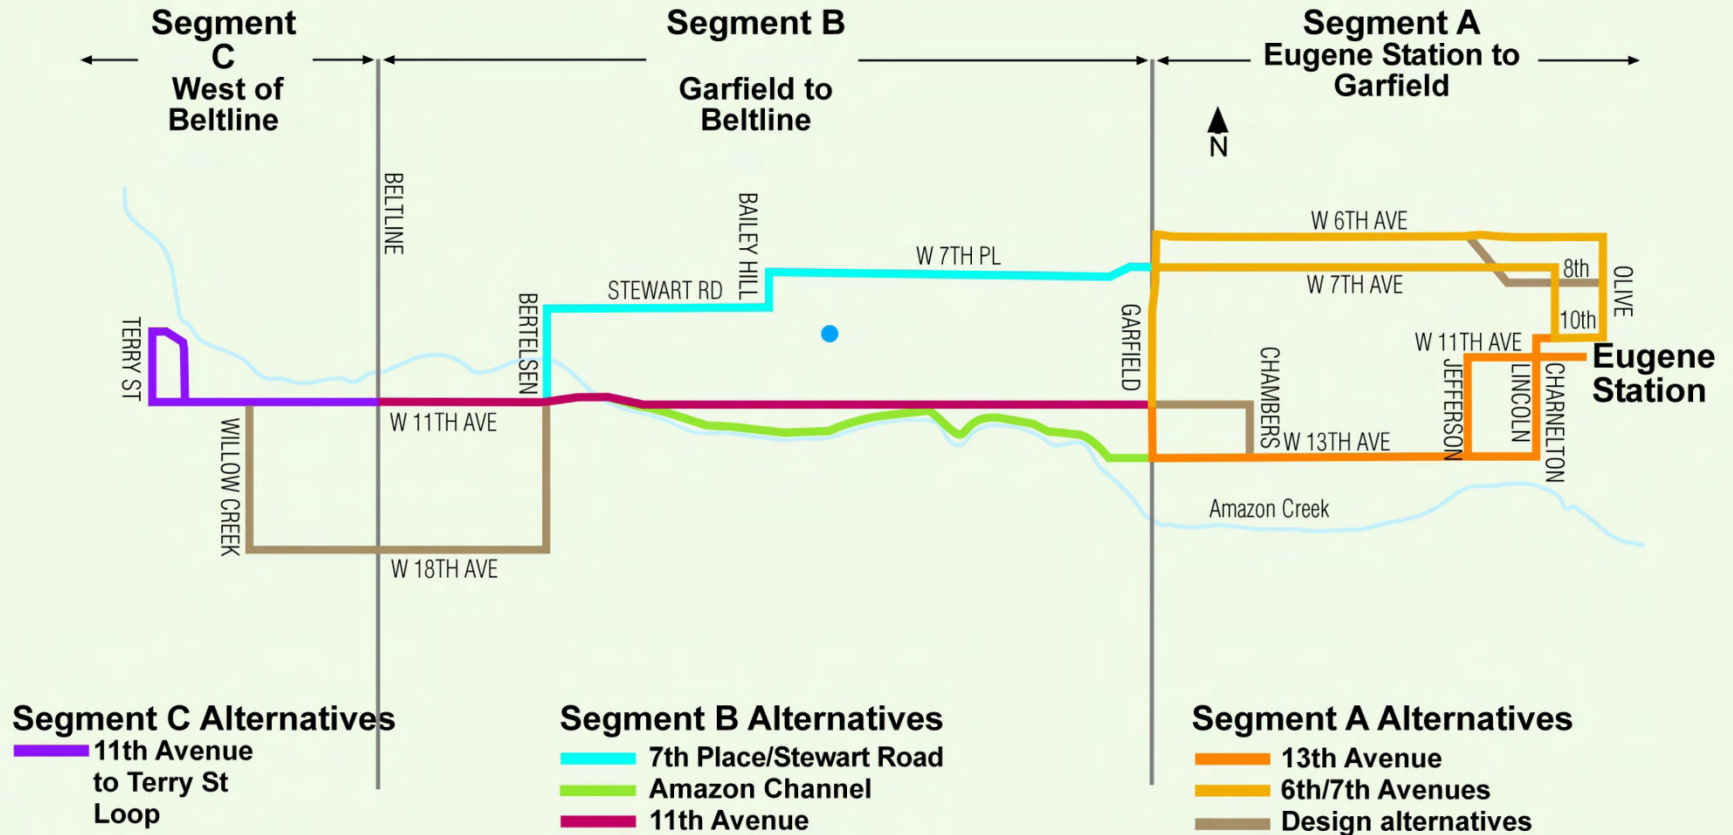 Segment
C
West of
Beltline
Segment B
Garfield to
Beltline
Segment A
Eugene Station to
Garfield
N
BELTLINE
BAILEY HILL
W 7TH PL
W 6TH AVE
STEWART RD
W 7TH AVE
8th
OLIVE
10th
TERRY ST
BERTELSEN
GARFIELD
W 11TH AVE
Eugene
Station
CHAMBERS
JEFFERSON
LINCOLN
CHARNELTON
W 11TH AVE
WILLOW CREEK
W 13TH AVE
Amazon Creek
W 18TH AVE
Segment C Alternatives
11th Avenue
to Terry St
Loop
Segment B Alternatives
7th Place/Stewart Road
Amazon Channel
11th Avenue
Segment A Alternatives
13th Avenue
6th/7th Avenues
Design alternatives